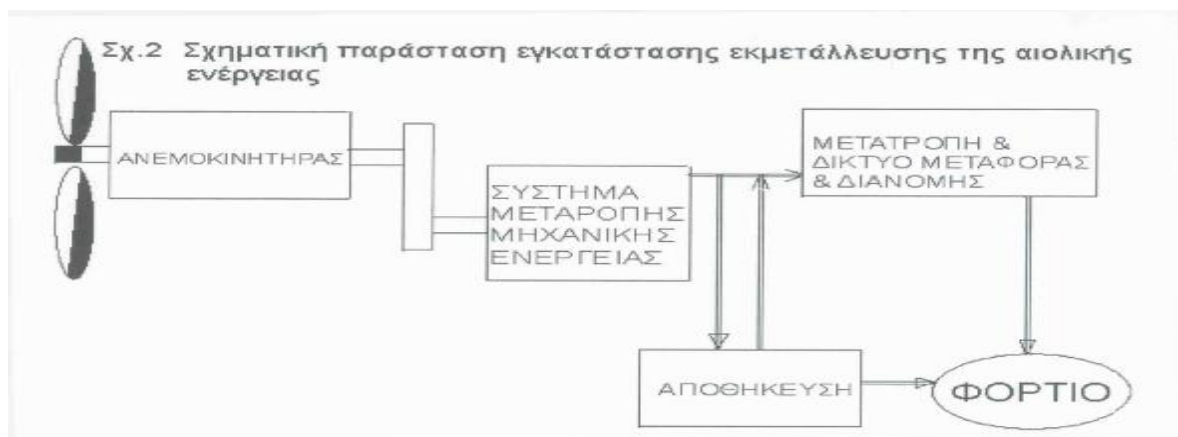 Σχ.2 Σχηματική παράσταση εγκατάστασης εκμετάλλευσης της αιολικής
ενέργειας
ΑΝΕΜΟΚΙΝΗΤΗΡΑΣ
ΣΥΣΤΗΜΑ
ΜΕΤΑΡΟΠΗΣ
ΜΗΧΑΝΙΚΗΣ
ΕΝΕΡΓΕΙΑΣ
ΜΕΤΑΤΡΟΠΗ &
ΔΙΚΤΥΟ ΜΕΤΑΦΟΡΑΣ
& ΔΙΑΝΟΜΗΣ
ΑΠΟΘΗΚΕΥΣΗ
ΦΟΡΤΙΟ